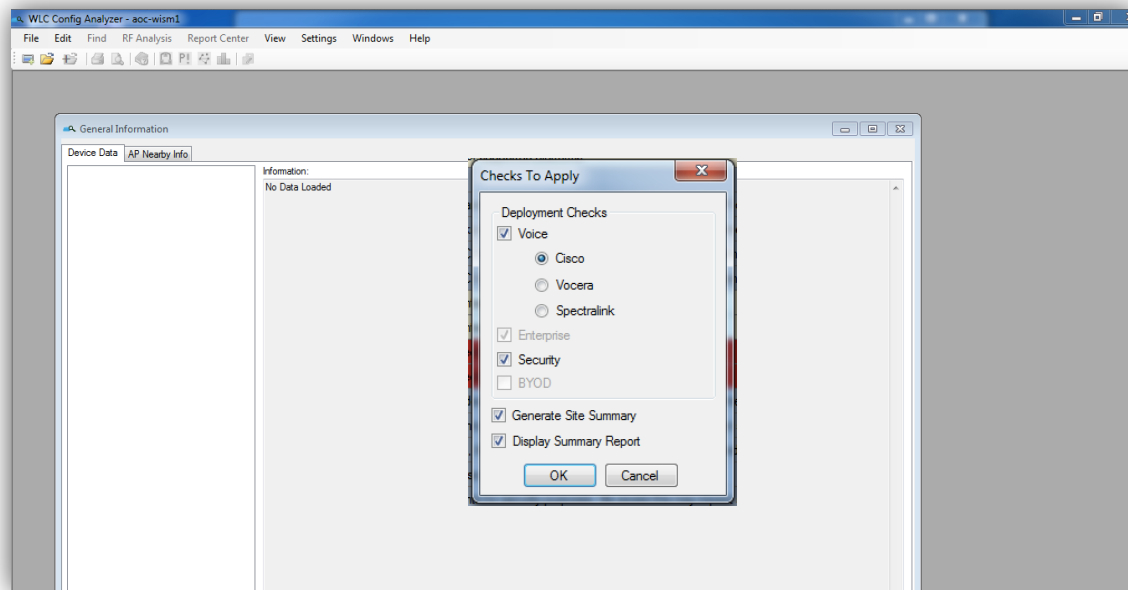 WLC Config Analyzer - aoc-wism1
File Edit Find RF Analysis Report Center View Settings Windows Help
P!
General Information
Device Data AP Nearby Info
Information:
No Data Loaded
Checks To Apply
Deployment Checks
Voice
Cisco
Vocera
Spectralink
Enterprise
Security
BYOD
Generate Site Summary
Display Summary Report
OK Cancel